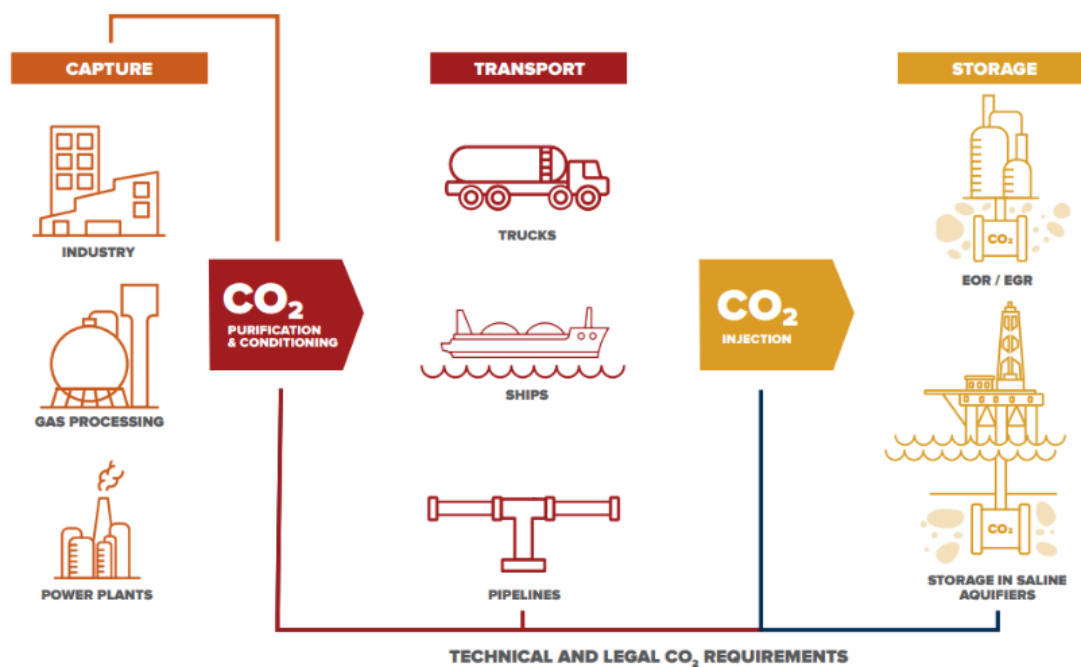 CAPTURE
TRANSPORT
STORAGE
INDUSTRY
GAS PROCESSING
POWER PLANTS
CO₂
PURIFICATION
& CONDITIONING
TRUCKS
SHIPS
PIPELINES
CO₂
INJECTION
CO₂
EOR / EGR
CO₂
STORAGE IN SALINE
AQUIFIERS
TECHNICAL AND LEGAL CO₂ REQUIREMENTS